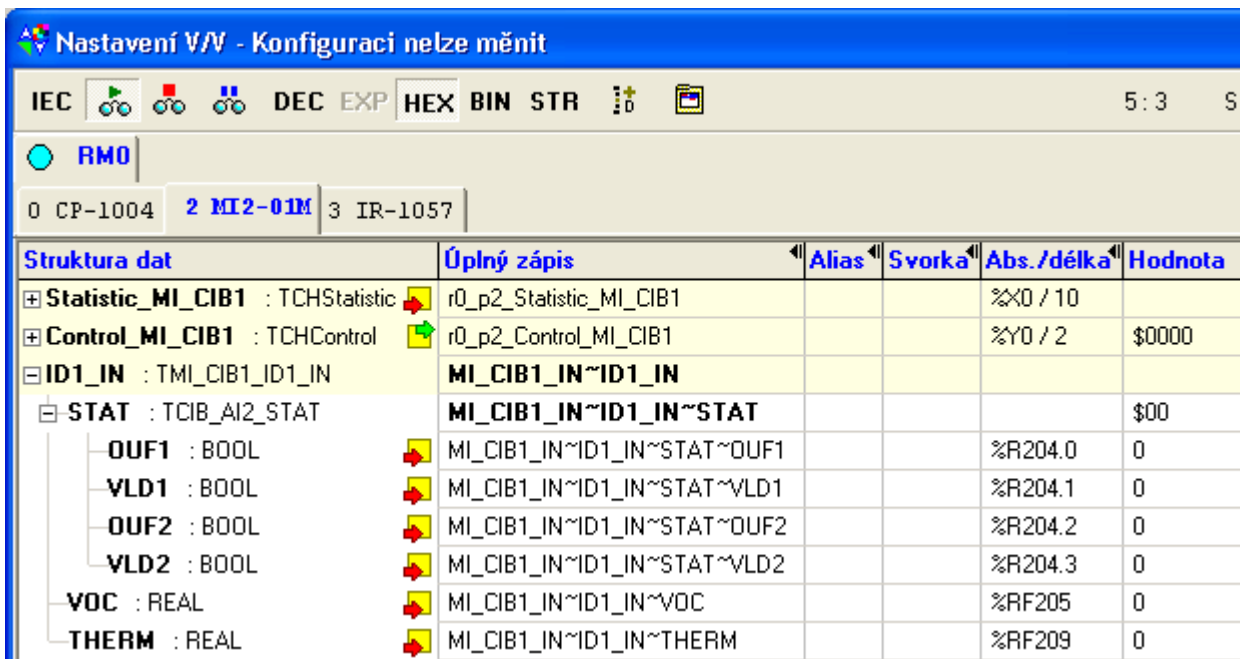 Nastavení V/V - Konfiguraci nelze měnit
IEC DEC EXP HEX BIN STR 5:3 S
RM0
0 CP-1004 2 MI2-01M 3 IR-1057
Struktura dat Úplný zápis Alias Svorka Abs./délka Hodnota
Statistic_MI_CIB1 : TCHStatistic r0_p2_Statistic_MI_CIB1 %X0 / 10
Control_MI_CIB1 : TCHControl r0_p2_Control_MI_CIB1 %Y0 / 2 $0000
ID1_IN : TMI_CIB1_ID1_IN MI_CIB1_IN~ID1_IN
STAT : TCIB_AI2_STAT MI_CIB1_IN~ID1_IN~STAT $00
OUF1 : BOOL MI_CIB1_IN~ID1_IN~STAT~OUF1 %R204.0 0
VLD1 : BOOL MI_CIB1_IN~ID1_IN~STAT~VLD1 %R204.1 0
OUF2 : BOOL MI_CIB1_IN~ID1_IN~STAT~OUF2 %R204.2 0
VLD2 : BOOL MI_CIB1_IN~ID1_IN~STAT~VLD2 %R204.3 0
VOC : REAL MI_CIB1_IN~ID1_IN~VOC %RF205 0
THERM : REAL MI_CIB1_IN~ID1_IN~THERM %RF209 0